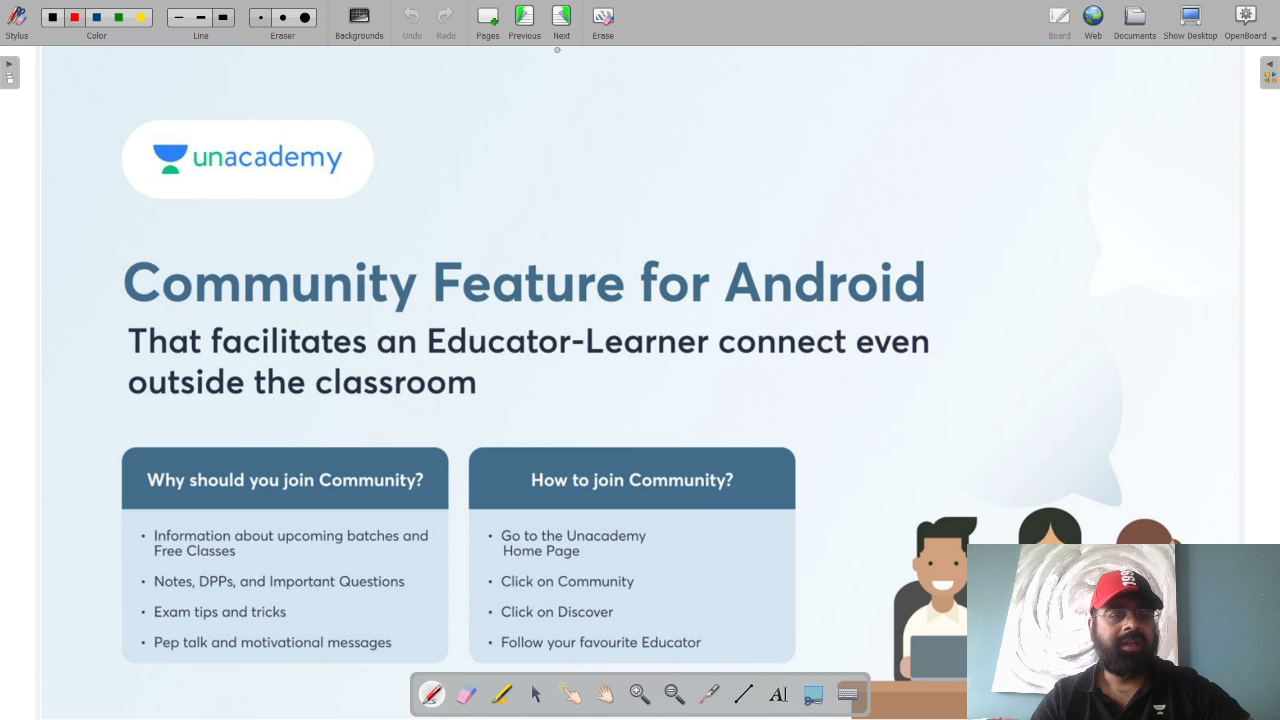 Stylus
Color
Line
Eraser
Backgrounds
Undo
Redo
Pages
Previous
Next
Erase
Board
Web
Documents
Show Desktop
OpenBoard
unacademy
Community Feature for Android
That facilitates an Educator-Learner connect even
outside the classroom
Why should you join Community?
• Information about upcoming batches and
Free Classes
• Notes, DPPs, and Important Questions
• Exam tips and tricks
• Pep talk and motivational messages
How to join Community?
• Go to the Unacademy
Home Page
• Click on Community
• Click on Discover
• Follow your favourite Educator
AI